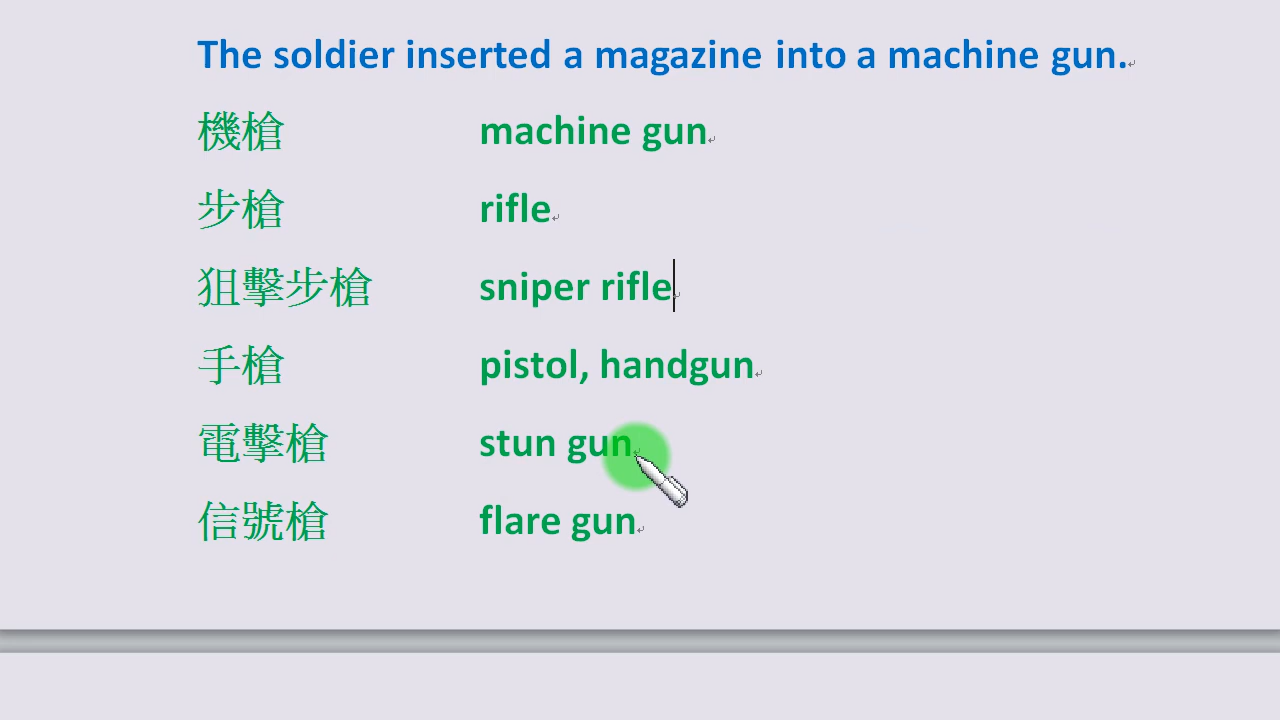 The soldier inserted a magazine into a machine gun.
機槍 machine gun
步槍 rifle
狙擊步槍 sniper rifle
手槍 pistol, handgun
電擊槍 stun gun
信號槍 flare gun